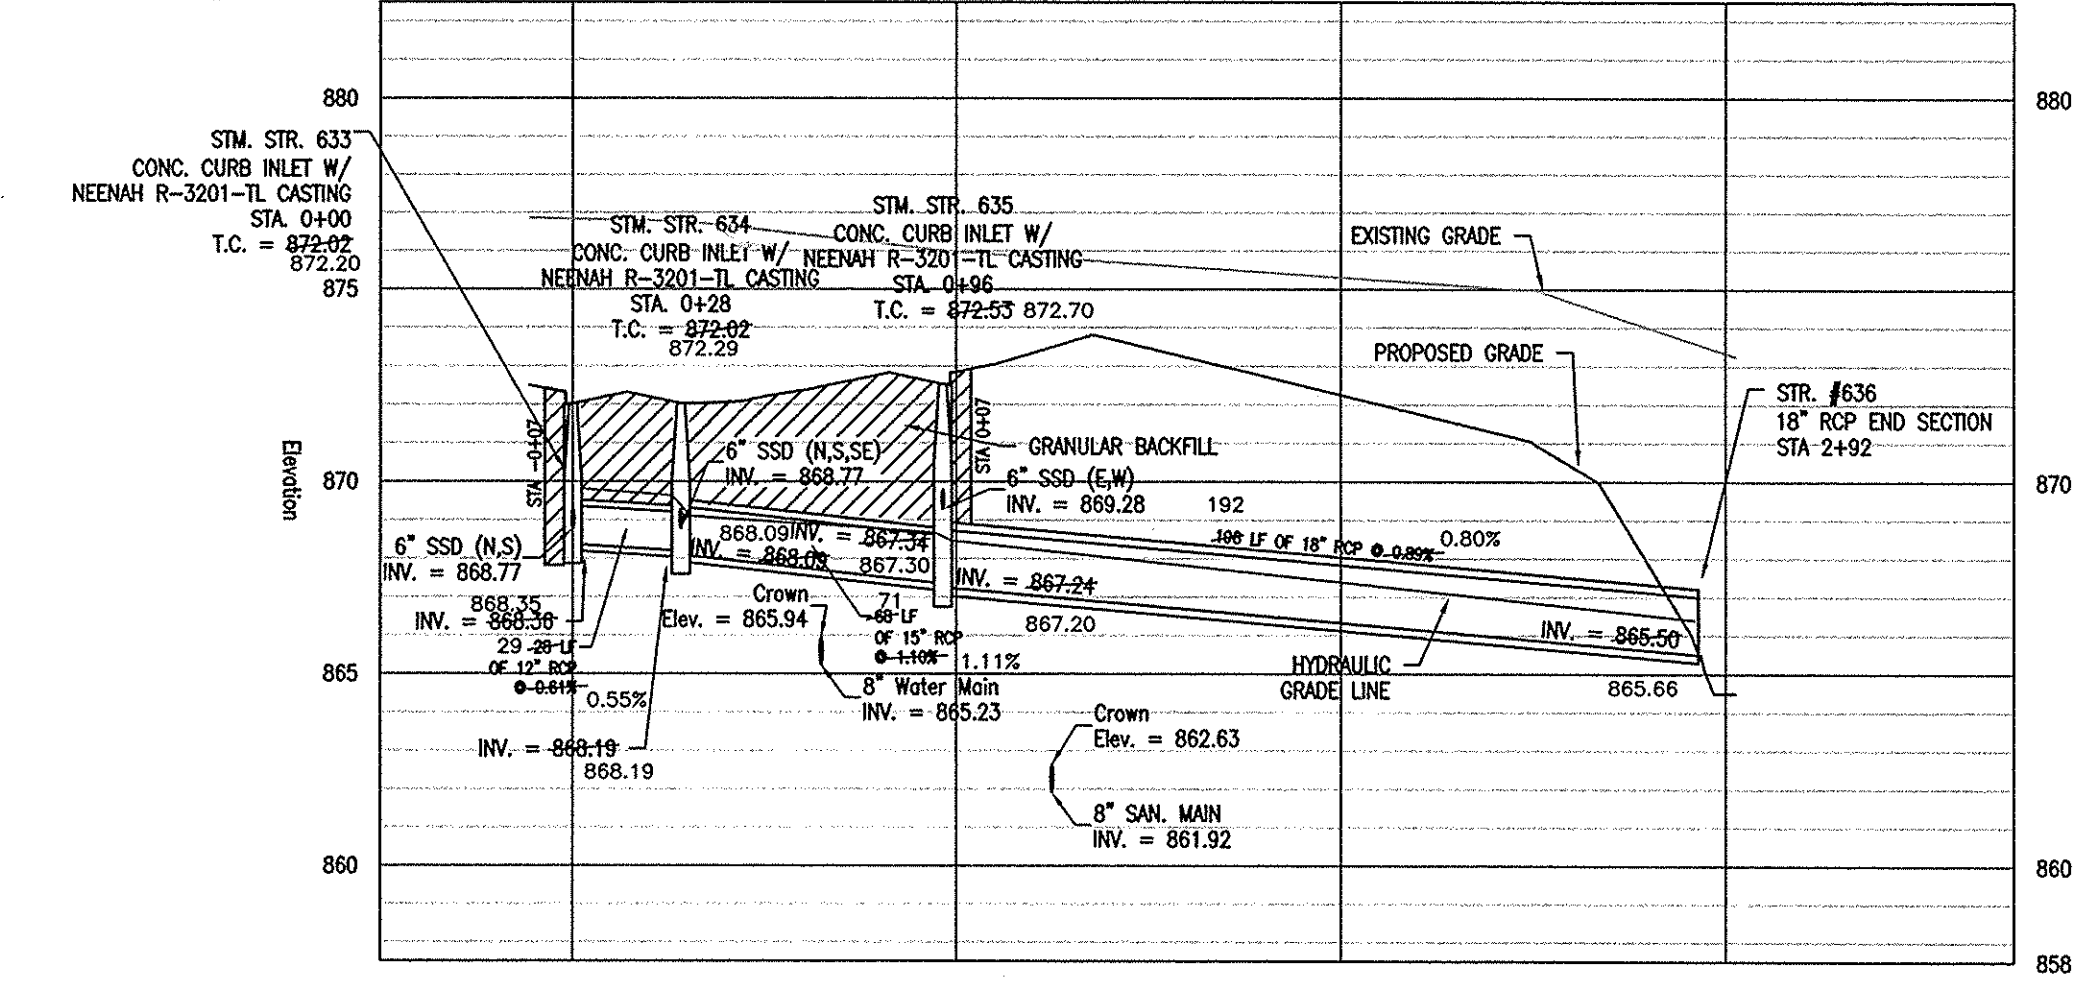 880
880
STM. STR. 633
CONC. CURB INLET W/
NEENAH R-3201-TL CASTING
STA. 0+00
T.C. = 872.02
872.20
STM. STR. 634
CONC. CURB INLET W/
NEENAH R-3201-TL CASTING
STA. 0+28
T.C. = 872.02
872.29
STM. STR. 635
CONC. CURB INLET W/
NEENAH R-3201-TL CASTING
STA. 0+96
T.C. = 872.53 872.70
EXISTING GRADE
875
875
PROPOSED GRADE
STR. #636
18" RCP END SECTION
STA 2+92
Elevation
STA -0+07
STA 0+07
6" SSD (N,S,SE)
INV. = 868.77
GRANULAR BACKFILL
6" SSD (E,W)
INV. = 869.28
870
870
192
LF OF 18" RCP @ 0.89% 0.80%
6" SSD (N,S)
INV. = 868.77
868.09
INV. = 868.09
INV. = 867.34
867.30
INV. = 867.24
867.20
868.35
INV. = 868.36
29 28 LF
OF 12" RCP
@ 0.61% 0.55%
Crown
Elev. = 865.94
71
68 LF
OF 15" RCP
@ 1.10% 1.11%
INV. = 865.50
865.66
HYDRAULIC
GRADE LINE
865
865
8" Water Main
INV. = 865.23
INV. = 868.19
868.19
Crown
Elev. = 862.63
8" SAN. MAIN
INV. = 861.92
860
860
858